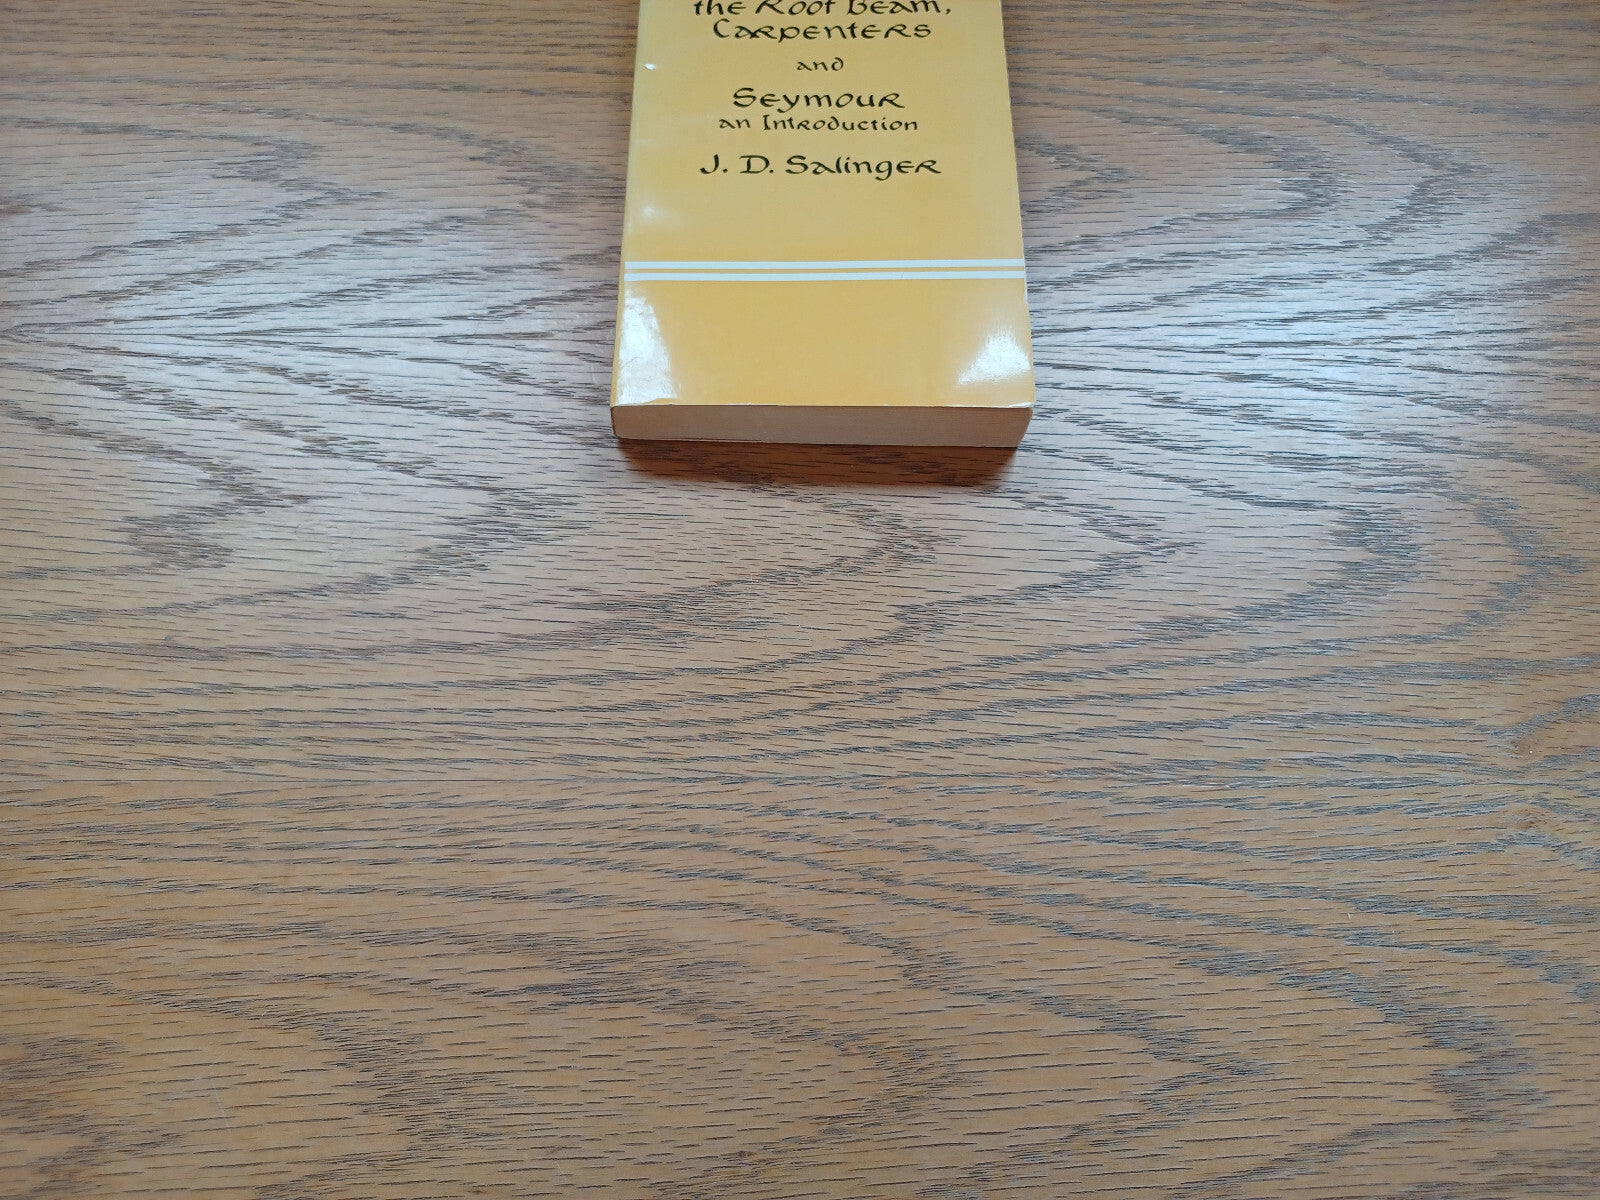 the Roof Beam,
Carpenters
and
Seymour
an Introduction
J. D. Salinger